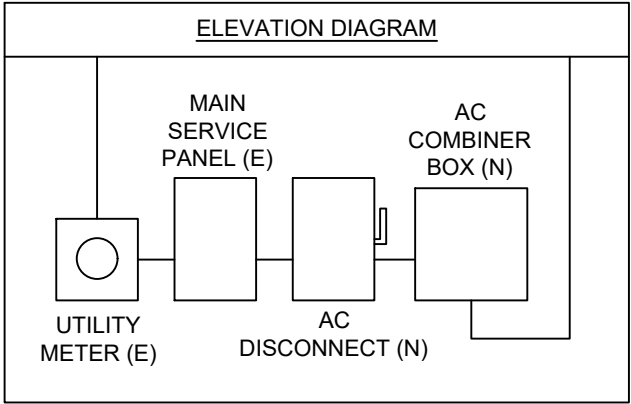 ELEVATION DIAGRAM
MAIN
SERVICE
PANEL (E)
AC
COMBINER
BOX (N)
UTILITY
METER (E)
AC
DISCONNECT (N)